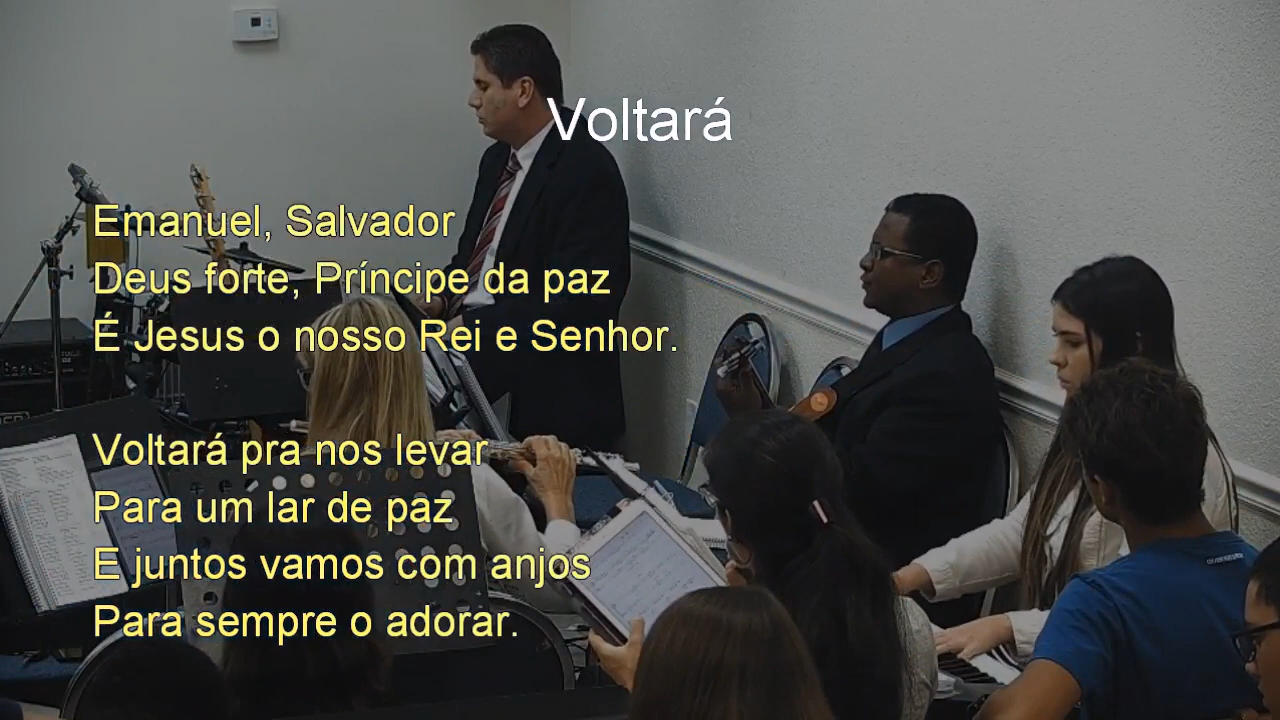 Voltará
Emanuel, Salvador
Deus forte, Príncipe da paz
É Jesus o nosso Rei e Senhor.
Voltará pra nos levar
Para um lar de paz
E juntos vamos com anjos
Para sempre o adorar.